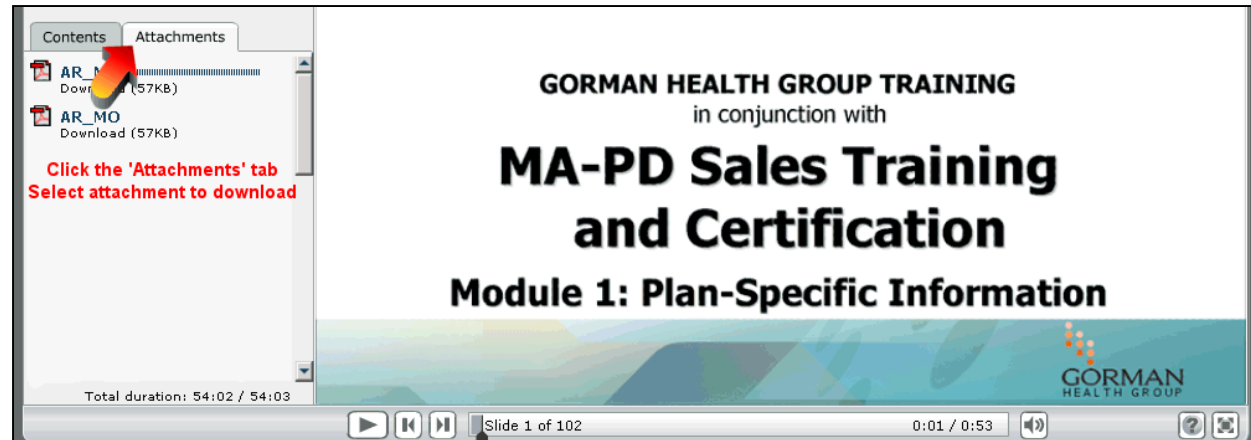 Contents Attachments
AR_
(57KB)
AR_MO
Download (57KB)
Click the 'Attachments' tab
Select attachment to download
Total duration: 54:02 / 54:03
GORMAN HEALTH GROUP TRAINING
in conjunction with
MA-PD Sales Training
and Certification
Module 1: Plan-Specific Information
GORMAN
HEALTH GROUP
Slide 1 of 102 0:01 / 0:53
?